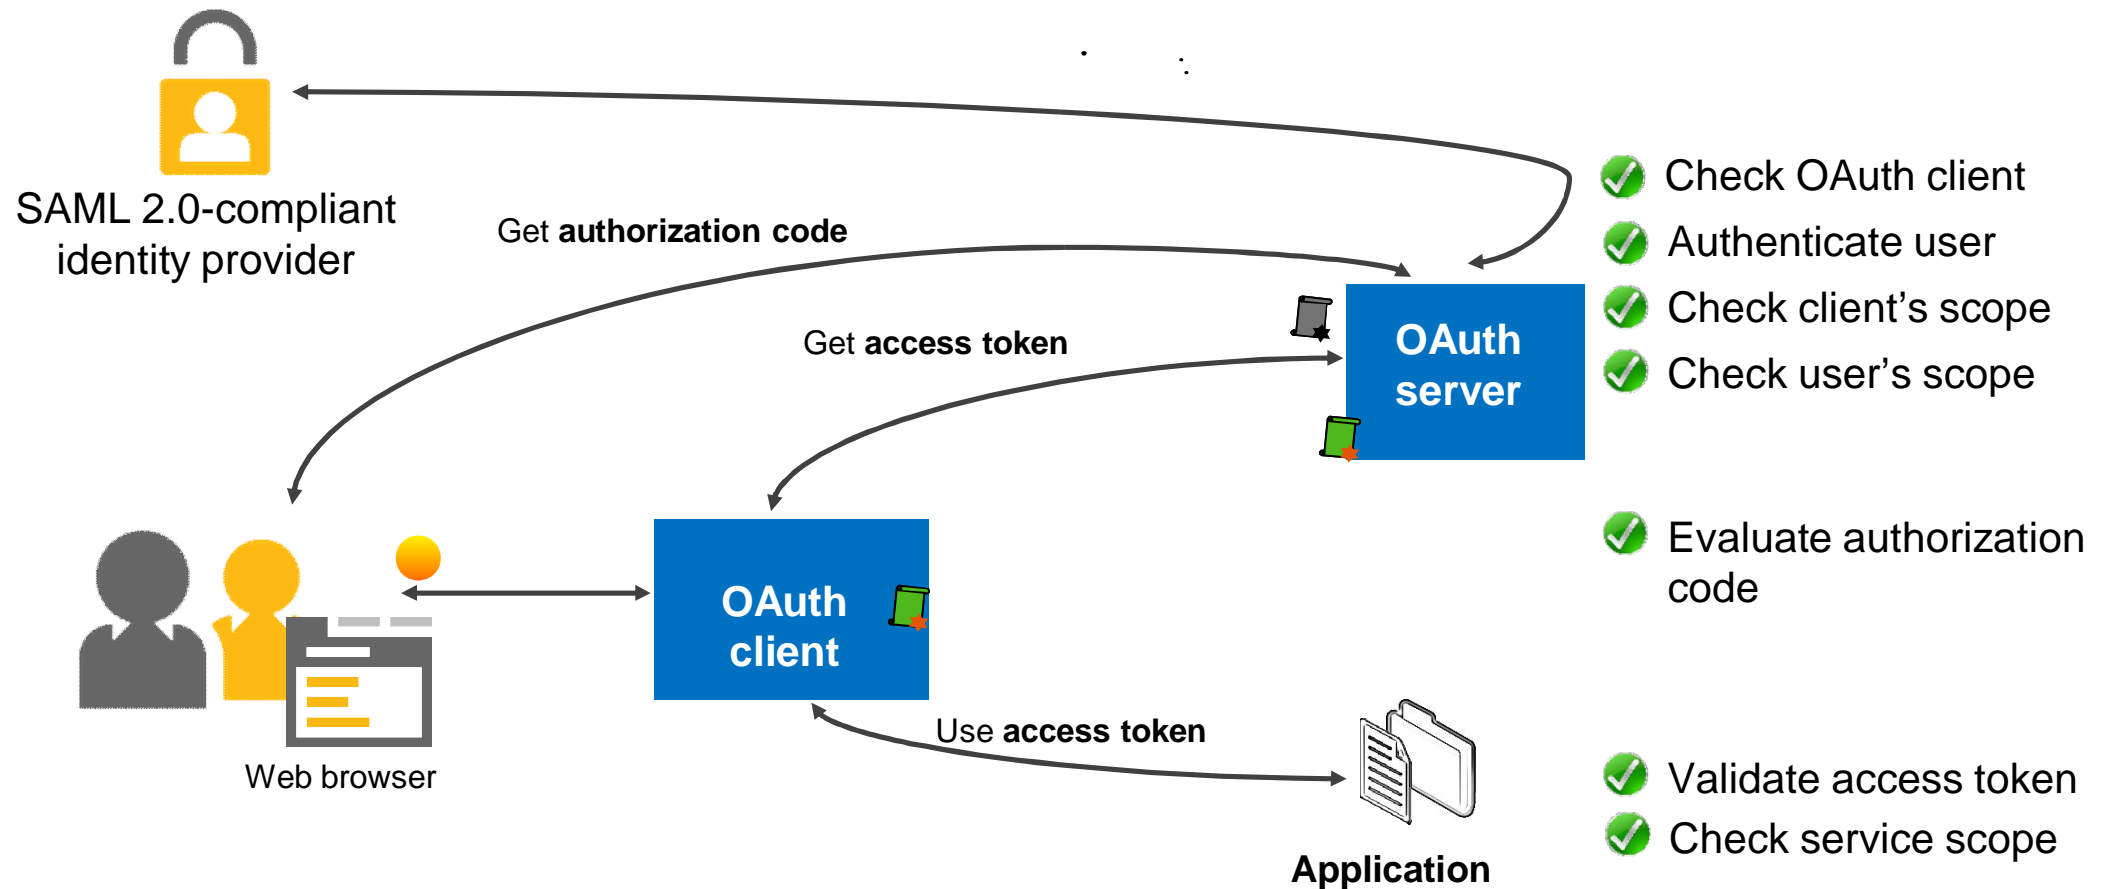 SAML 2.0-compliant
identity provider
Get authorization code
Get access token
OAuth
server
Check OAuth client
Authenticate user
Check client’s scope
Check user’s scope
Evaluate authorization
code
OAuth
client
Web browser
Use access token
Application
Validate access token
Check service scope